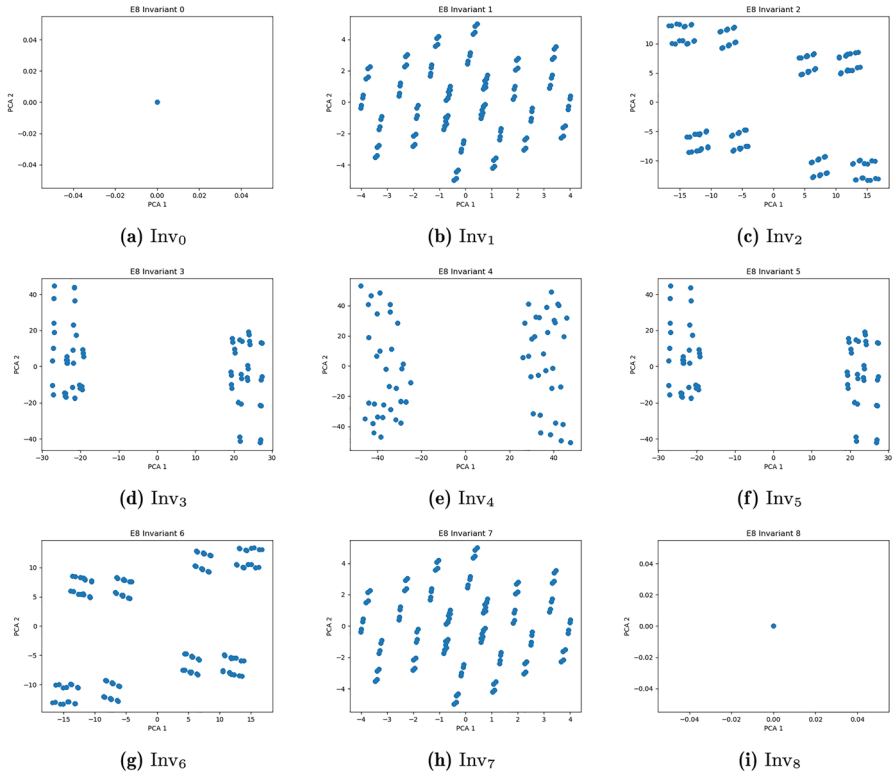 E8 Invariant 0
0.04
0.02
0.00
−0.02
−0.04
PCA 2
−0.04 −0.02 0.00 0.02 0.04
PCA 1
(a) Inv0
E8 Invariant 1
4
2
0
−2
−4
PCA 2
−4 −3 −2 −1 0 1 2 3 4
PCA 1
(b) Inv1
E8 Invariant 2
10
5
0
−5
−10
PCA 2
−15 −10 −5 0 5 10 15
PCA 1
(c) Inv2
E8 Invariant 3
40
20
0
−20
−40
PCA 2
−30 −20 −10 0 10 20 30
PCA 1
(d) Inv3
E8 Invariant 4
40
20
0
−20
−40
PCA 2
−40 −20 0 20 40
PCA 1
(e) Inv4
E8 Invariant 5
40
20
0
−20
−40
PCA 2
−30 −20 −10 0 10 20 30
PCA 1
(f) Inv5
E8 Invariant 6
10
5
0
−5
−10
PCA 2
−15 −10 −5 0 5 10 15
PCA 1
(g) Inv6
E8 Invariant 7
4
2
0
−2
−4
PCA 2
−4 −3 −2 −1 0 1 2 3 4
PCA 1
(h) Inv7
E8 Invariant 8
0.04
0.02
0.00
−0.02
−0.04
PCA 2
−0.04 −0.02 0.00 0.02 0.04
PCA 1
(i) Inv8